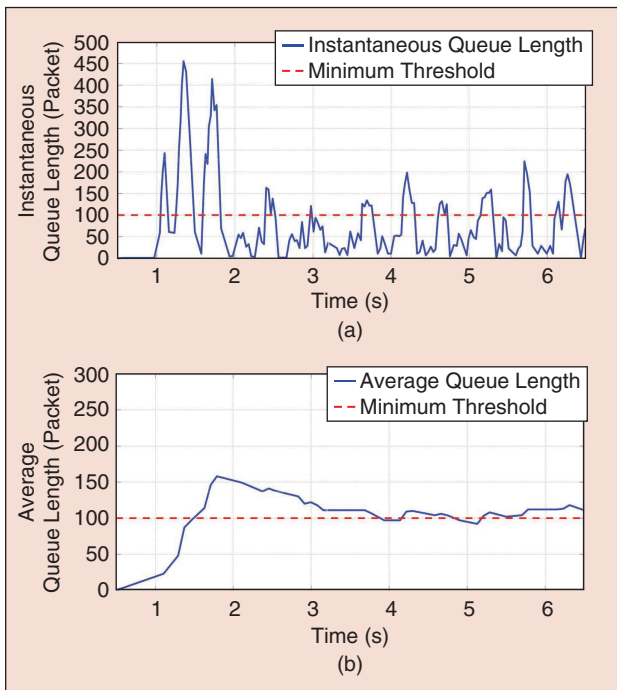 Instantaneous Queue Length
Minimum Threshold
Instantaneous
Queue Length (Packet)
500
450
400
350
300
250
200
150
100
50
0
1 2 3 4 5 6
Time (s)
(a)
Average Queue Length
Minimum Threshold
Average
Queue Length (Packet)
300
250
200
150
100
50
0
1 2 3 4 5 6
Time (s)
(b)